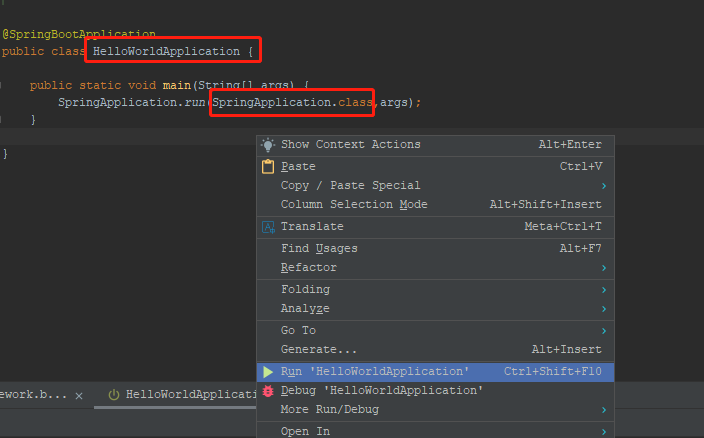 @SpringBootApplication
public class HelloWorldApplication {
public static void main(String[] args) {
SpringApplication.run(SpringApplication.class,args);
}
}
Show Context Actions Alt+Enter
Paste Ctrl+V
Copy / Paste Special
Column Selection Mode Alt+Shift+Insert
Translate Meta+Ctrl+T
Find Usages Alt+F7
Refactor
Folding
Analyze
Go To
Generate... Alt+Insert
Run 'HelloWorldApplication' Ctrl+Shift+F10
Debug 'HelloWorldApplication'
More Run/Debug
Open In
ework.b... × HelloWorldApplicati